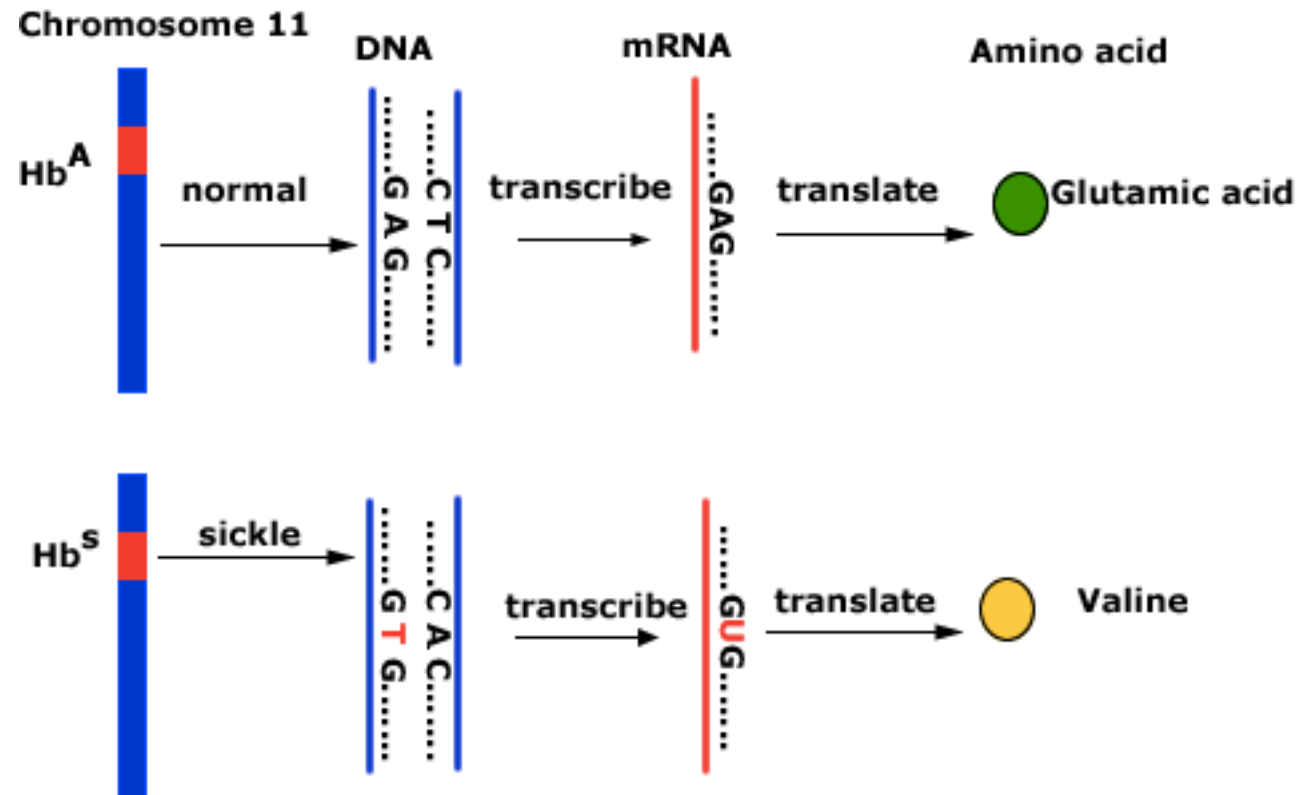 Chromosome 11
DNA
mRNA
Amino acid
Hb^A
normal
........G A G........
......C T C.......
transcribe
......GAG.......
translate
Glutamic acid
Hb^s
sickle
........G T G.......
......C A C.......
transcribe
......GUG.......
translate
Valine